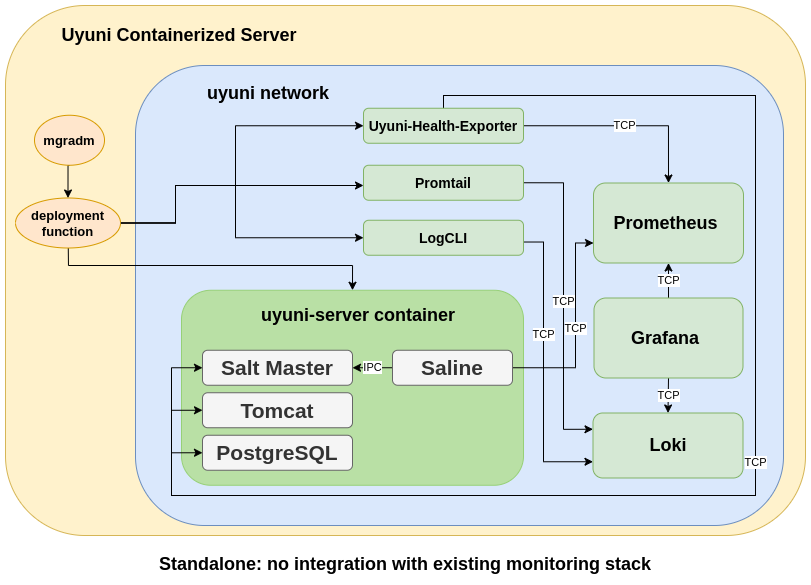 Uyuni Containerized Server
uyuni network
mgradm
deployment
function
Uyuni-Health-Exporter
TCP
Promtail
LogCLI
Prometheus
TCP
Grafana
TCP
Loki
TCP
TCP
TCP
TCP
uyuni-server container
Salt Master
IPC
Saline
Tomcat
PostgreSQL
Standalone: no integration with existing monitoring stack